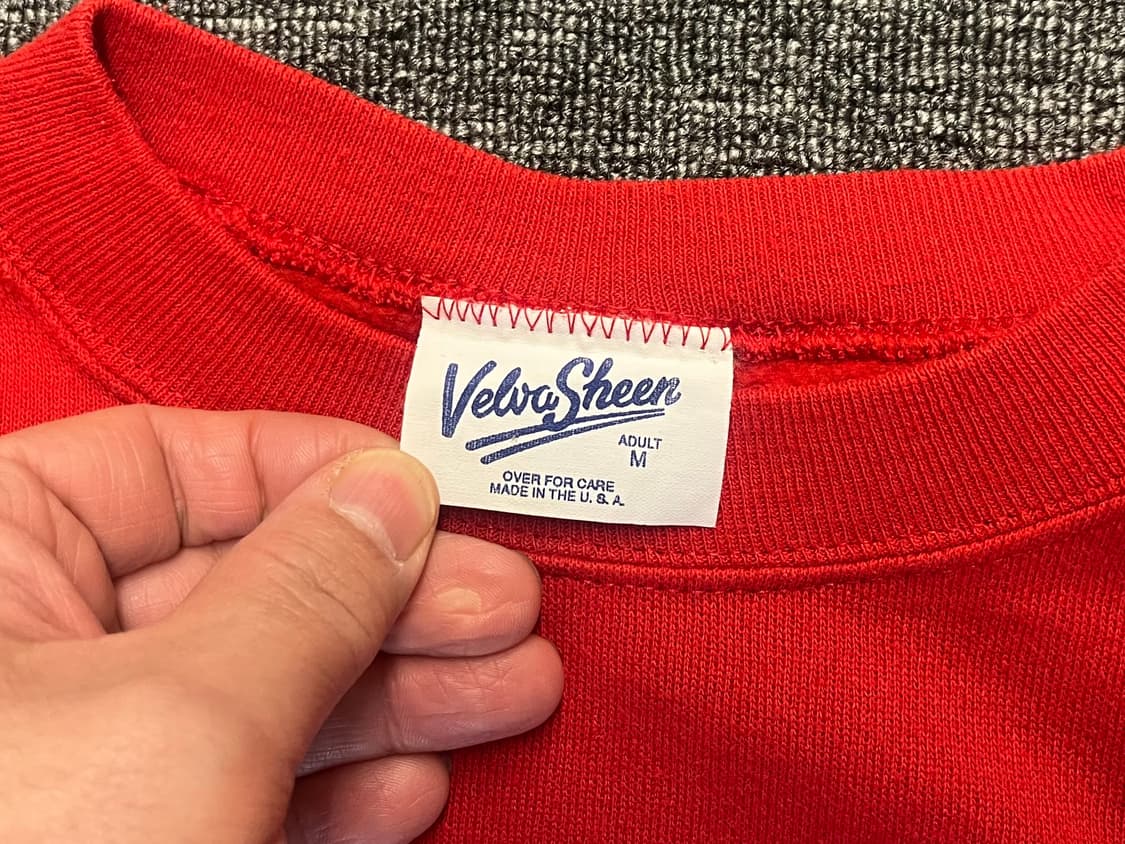 VelvaSheen
ADULT
M
OVER FOR CARE
MADE IN THE U. S. A.